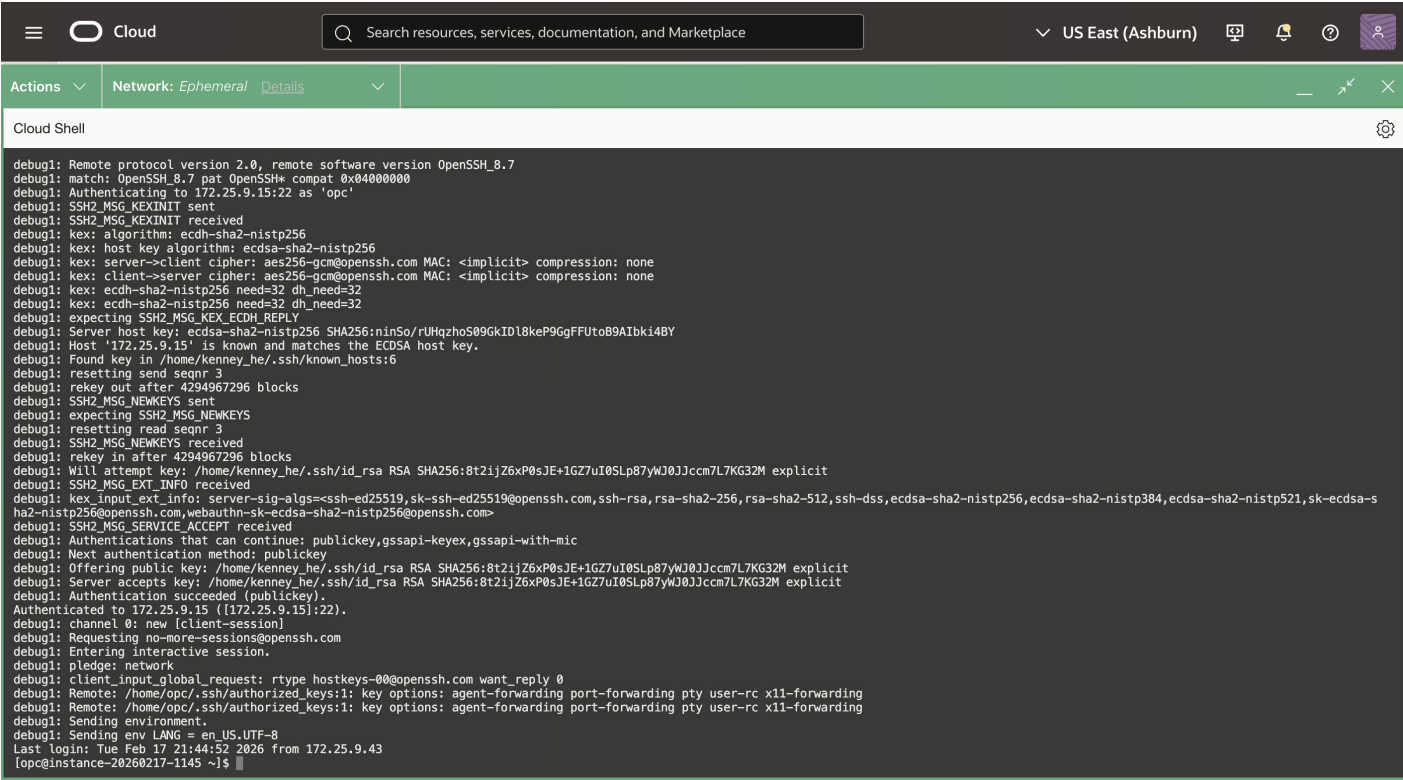 Cloud
Search resources, services, documentation, and Marketplace
US East (Ashburn)
Actions
Network: Ephemeral Details
Cloud Shell
debug1: Remote protocol version 2.0, remote software version OpenSSH_8.7
debug1: match: OpenSSH_8.7 pat OpenSSH* compat 0x04000000
debug1: Authenticating to 172.25.9.15:22 as 'opc'
debug1: SSH2_MSG_KEXINIT sent
debug1: SSH2_MSG_KEXINIT received
debug1: kex: algorithm: ecdh-sha2-nistp256
debug1: kex: host key algorithm: ecdsa-sha2-nistp256
debug1: kex: server->client cipher: aes256-gcm@openssh.com MAC: <implicit> compression: none
debug1: kex: client->server cipher: aes256-gcm@openssh.com MAC: <implicit> compression: none
debug1: kex: ecdh-sha2-nistp256 need=32 dh_need=32
debug1: kex: ecdh-sha2-nistp256 need=32 dh_need=32
debug1: expecting SSH2_MSG_KEX_ECDH_REPLY
debug1: Server host key: ecdsa-sha2-nistp256 SHA256:ninSo/rUHqzhoS09GkIDl8keP9GgFFUtoB9AIbki4BY
debug1: Host '172.25.9.15' is known and matches the ECDSA host key.
debug1: Found key in /home/kenney_he/.ssh/known_hosts:6
debug1: resetting send seqnr 3
debug1: rekey out after 4294967296 blocks
debug1: SSH2_MSG_NEWKEYS sent
debug1: expecting SSH2_MSG_NEWKEYS
debug1: resetting read seqnr 3
debug1: SSH2_MSG_NEWKEYS received
debug1: rekey in after 4294967296 blocks
debug1: Will attempt key: /home/kenney_he/.ssh/id_rsa RSA SHA256:8t2ijZ6xP0sJE+1GZ7uI0SLp87yWJ0JJccm7L7KG32M explicit
debug1: SSH2_MSG_EXT_INFO received
debug1: kex_input_ext_info: server-sig-algs=<ssh-ed25519,sk-ssh-ed25519@openssh.com,ssh-rsa,rsa-sha2-256,rsa-sha2-512,ssh-dss,ecdsa-sha2-nistp256,ecdsa-sha2-nistp384,ecdsa-sha2-nistp521,sk-ecdsa-s
ha2-nistp256@openssh.com,webauthn-sk-ecdsa-sha2-nistp256@openssh.com>
debug1: SSH2_MSG_SERVICE_ACCEPT received
debug1: Authentications that can continue: publickey,gssapi-keyex,gssapi-with-mic
debug1: Next authentication method: publickey
debug1: Offering public key: /home/kenney_he/.ssh/id_rsa RSA SHA256:8t2ijZ6xP0sJE+1GZ7uI0SLp87yWJ0JJccm7L7KG32M explicit
debug1: Server accepts key: /home/kenney_he/.ssh/id_rsa RSA SHA256:8t2ijZ6xP0sJE+1GZ7uI0SLp87yWJ0JJccm7L7KG32M explicit
debug1: Authentication succeeded (publickey).
Authenticated to 172.25.9.15 ([172.25.9.15]:22).
debug1: channel 0: new [client-session]
debug1: Requesting no-more-sessions@openssh.com
debug1: Entering interactive session.
debug1: pledge: network
debug1: client_input_global_request: rtype hostkeys-00@openssh.com want_reply 0
debug1: Remote: /home/opc/.ssh/authorized_keys:1: key options: agent-forwarding port-forwarding pty user-rc x11-forwarding
debug1: Remote: /home/opc/.ssh/authorized_keys:1: key options: agent-forwarding port-forwarding pty user-rc x11-forwarding
debug1: Sending environment.
debug1: Sending env LANG = en_US.UTF-8
Last login: Tue Feb 17 21:44:52 2026 from 172.25.9.43
[opc@instance-20260217-1145 ~]$